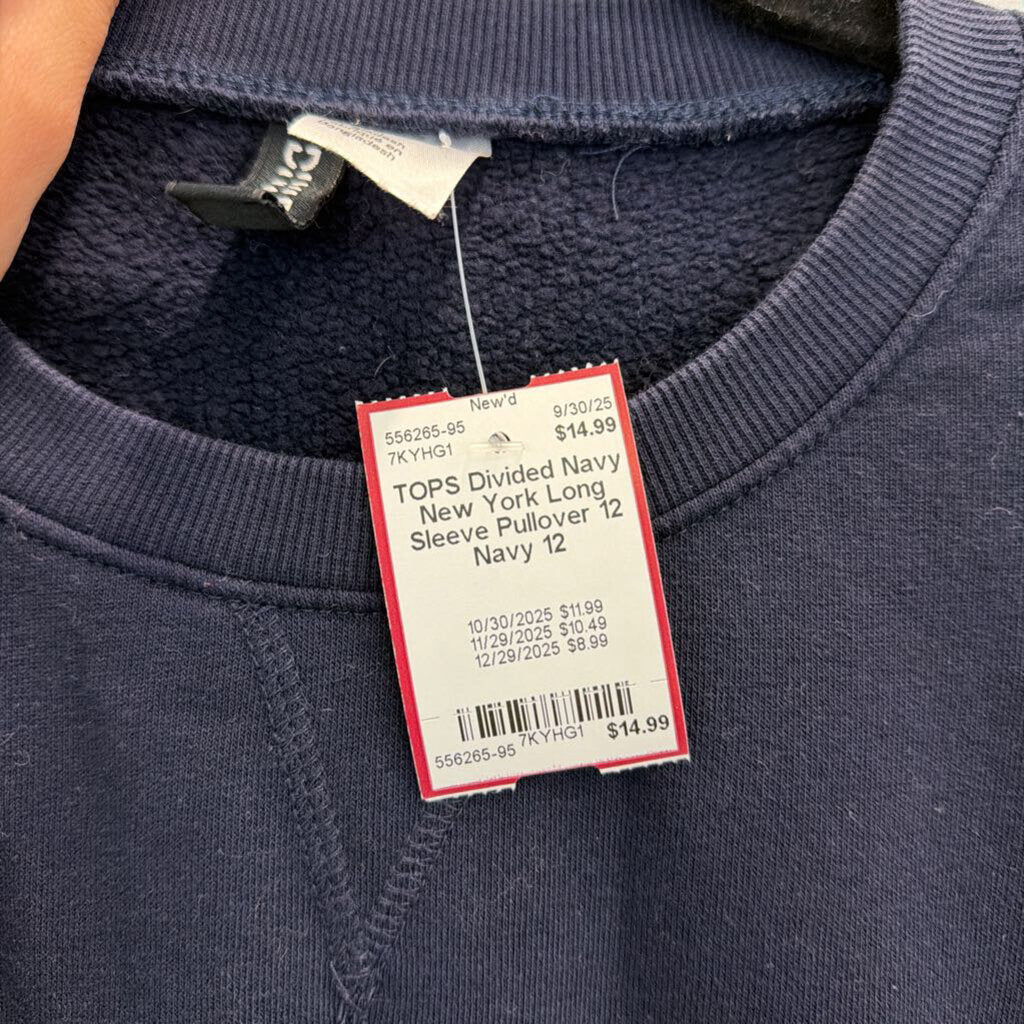 Bangladesh
New'd
556265-95
9/30/25
7KYHG1
$14.99
TOPS Divided Navy
New York Long
Sleeve Pullover 12
Navy 12
10/30/2025 $11.99
11/29/2025 $10.49
12/29/2025 $8.99
556265-95 7KYHG1 $14.99